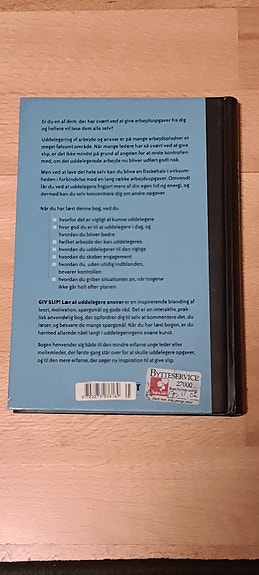 Er du en af dem, der har svært ved at give arbejdsopgaver fra dig
og hellere vil løse dem alle selv?
Uddelegering af arbejde og ansvar er på mange arbejdspladser et
meget følsomt område. Når mange ledere har så svært ved at give
slip, er det ikke mindst på grund af angsten for at miste kontrollen
med, om det uddelegerede arbejde nu bliver udført godt nok.
Men ved at lave det hele selv kan du blive en flaskehals i virksom-
heden i forbindelse med en lang række arbejdsopgaver. Omvendt
får du ved at uddelegere frigjort mere af din egen tid og energi, og
dermed kan du selv koncentrere dig om andre opgaver.
Når du har læst denne bog, ved du
hvorfor det er vigtigt at kunne uddelegere
hvor god du er til at uddelegere i dag, og
hvordan du bliver bedre
hvilket arbejde der kan uddelegeres
hvordan du uddelegerer til den rigtige
hvordan du skaber engagement
hvordan du, uden utidig indblanden,
bevarer kontrollen
hvordan du griber situationen an, når tingene
ikke går helt efter planen
GIV SLIP! Lær at uddelegere ansvar er en inspirerende blanding af
teori, motivation, spørgsmål og gode råd. Det er en interaktiv, prak-
tisk anvendelig bog, der opfordrer dig til selv at kommentere det, du
læser, og besvare de mange spørgsmål. Når du har læst bogen, er du
hermed allerede nået langt i uddelegeringens svære kunst.
Bogen henvender sig både til den mindre erfarne unge leder eller
mellemleder, der første gang står over for at skulle uddelegere opgaver,
og til den mere erfarne, der søger ny inspiration til at give slip.
BYTTESERVICE
27000